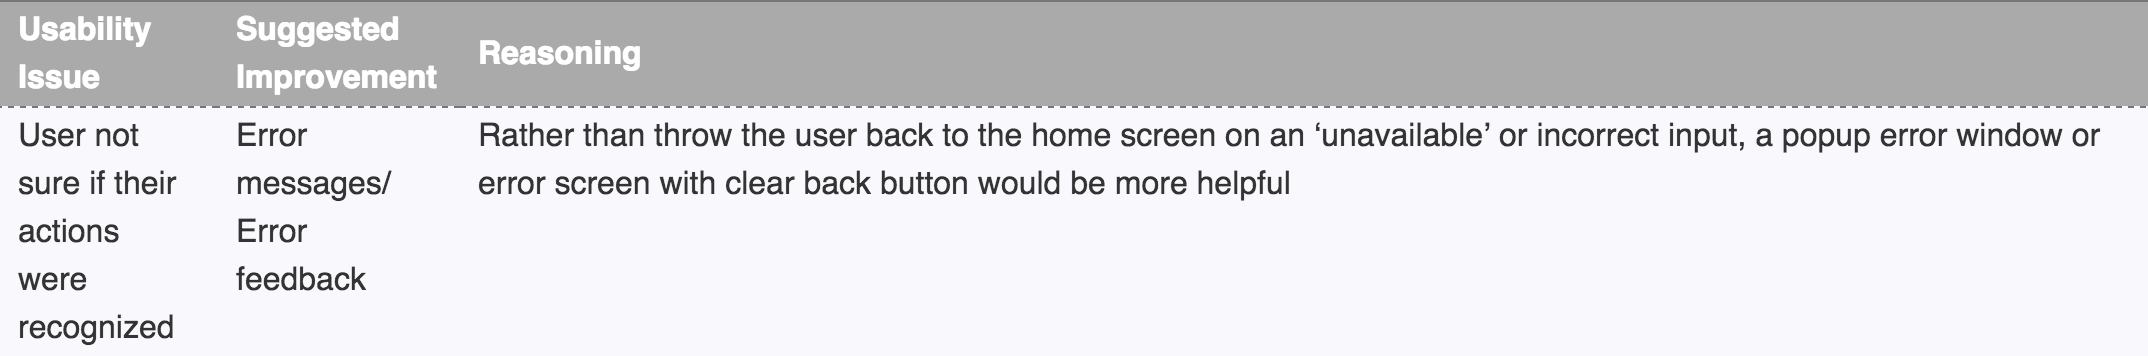 Usability
Issue
Suggested
Improvement
Reasoning
User not
sure if their
actions
were
recognized
Error
messages/
Error
feedback
Rather than throw the user back to the home screen on an ‘unavailable’ or incorrect input, a popup error window or
error screen with clear back button would be more helpful